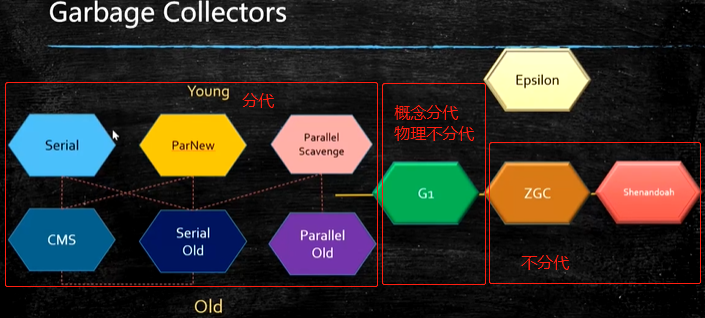 Garbage Collectors
Epsilon
Young
分代
概念分代
物理不分代
Serial
ParNew
Parallel
Scavenge
G1
ZGC
Shenandoah
CMS
Serial
Old
Parallel
Old
不分代
Old